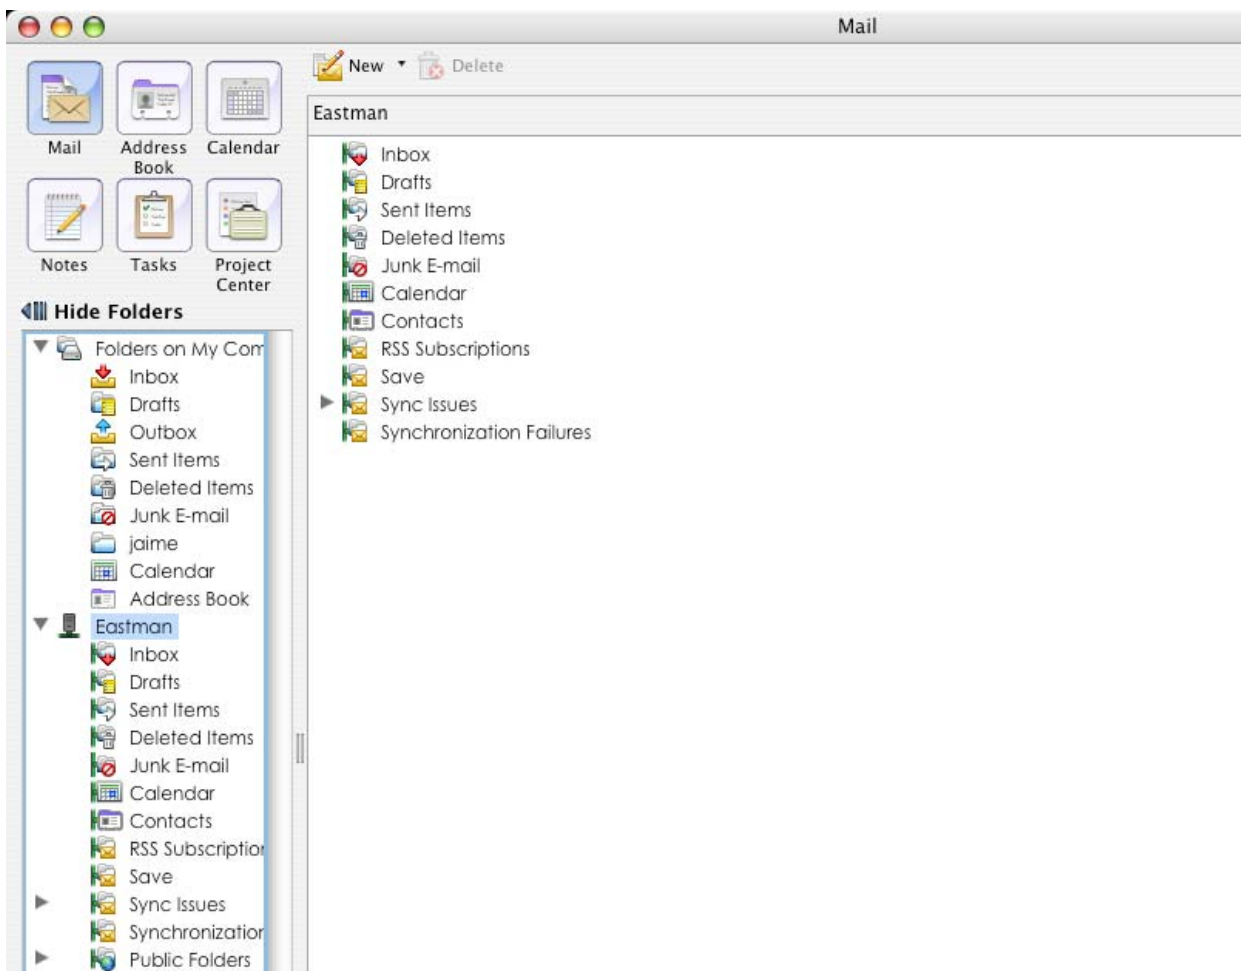 Mail
New
Delete
Mail
Address
Book
Calendar
Notes
Tasks
Project
Center
Hide Folders
Folders on My Com
Inbox
Drafts
Outbox
Sent Items
Deleted Items
Junk E-mail
jaime
Calendar
Address Book
Eastman
Inbox
Drafts
Sent Items
Deleted Items
Junk E-mail
Calendar
Contacts
RSS Subscription
Save
Sync Issues
Synchronization
Public Folders
Eastman
Inbox
Drafts
Sent Items
Deleted Items
Junk E-mail
Calendar
Contacts
RSS Subscriptions
Save
Sync Issues
Synchronization Failures